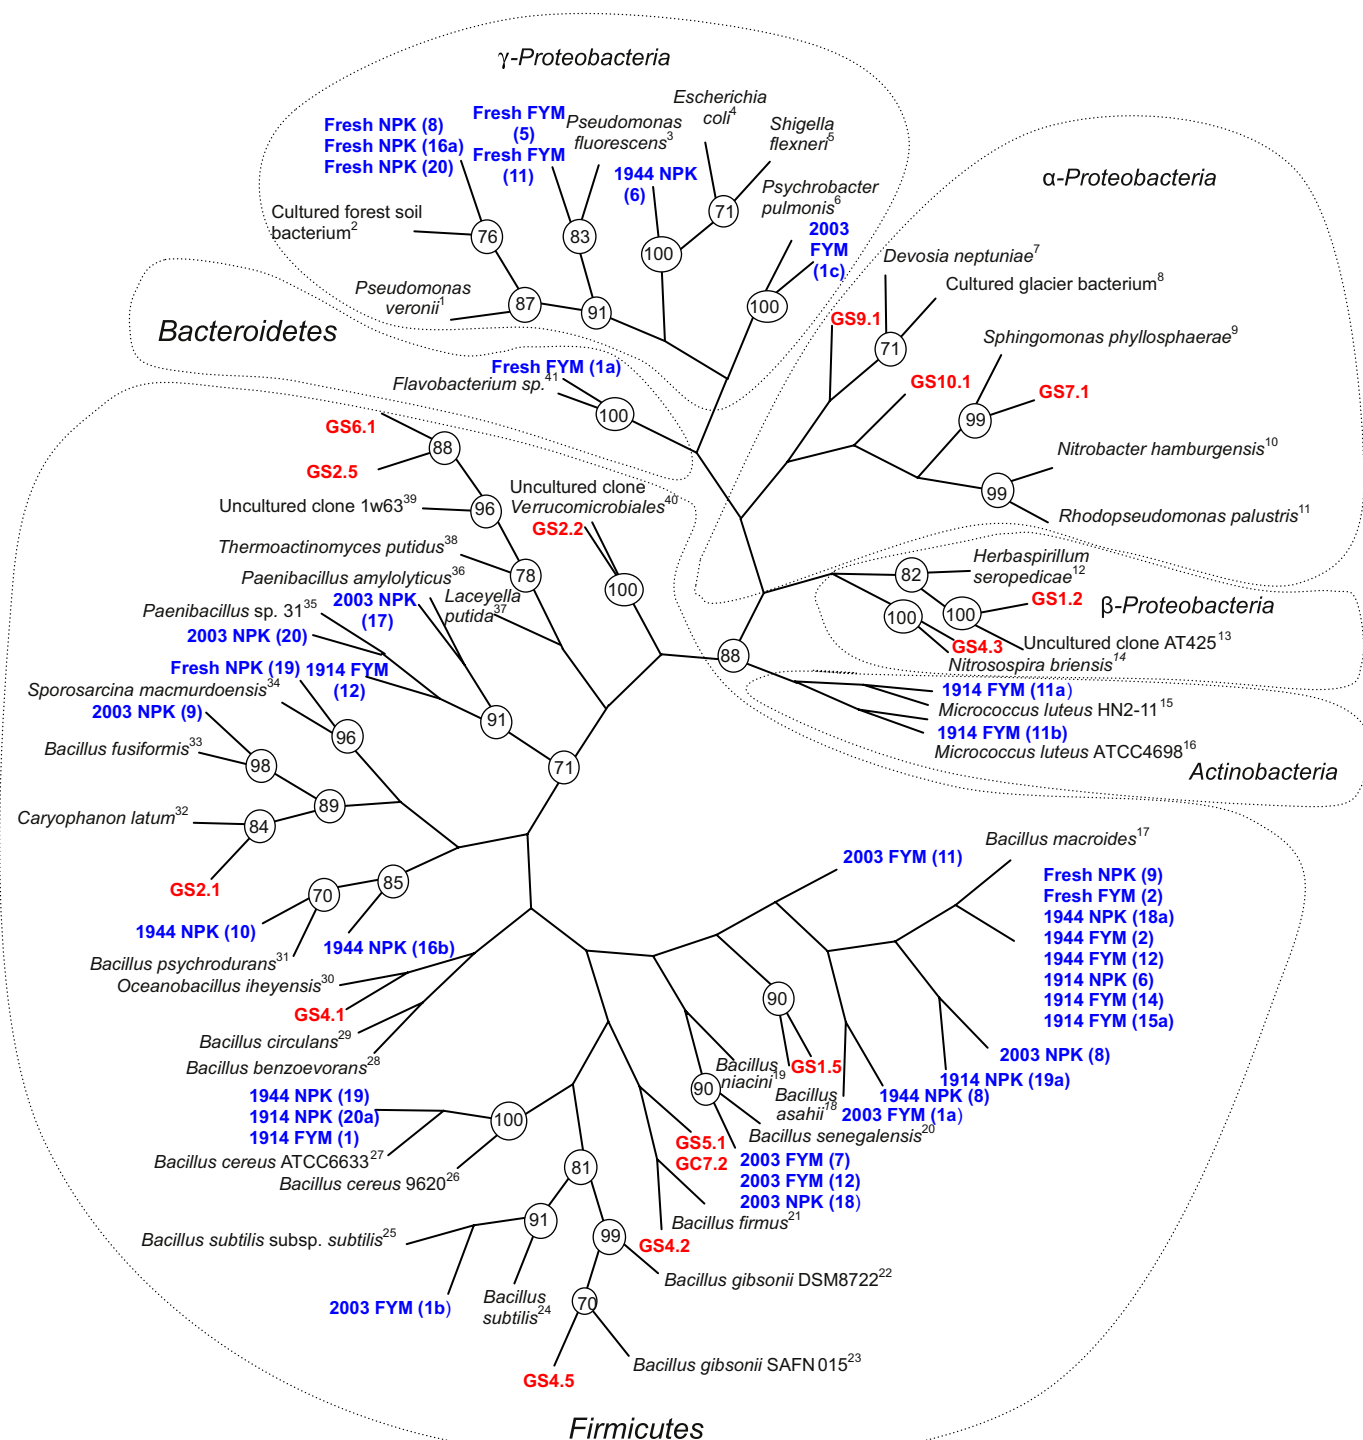 γ-Proteobacteria
Fresh NPK (8)
Fresh NPK (16a)
Fresh NPK (20)
Fresh FYM
(5)
Fresh FYM
(11)
Pseudomonas
fluorescens3
Escherichia
coli4
Shigella
flexneri5
1944 NPK
(6)
Psychrobacter
pulmonis6
2003
FYM
(1c)
Cultured forest soil
bacterium2
76
83
100
71
100
Pseudomonas
veronii1
87
91
α-Proteobacteria
Devosia neptuniae7
Cultured glacier bacterium8
GS9.1
71
Sphingomonas phyllosphaerae9
GS10.1
GS7.1
99
Nitrobacter hamburgensis10
99
Rhodopseudomonas palustris11
Bacteroidetes
Fresh FYM (1a)
Flavobacterium sp.41
100
Herbaspirillum
seropedicae12
82
GS1.2
100
100
β-Proteobacteria
Uncultured clone AT42513
GS4.3
Nitrosospira briensis14
88
1914 FYM (11a)
Micrococcus luteus HN2-1115
1914 FYM (11b)
Micrococcus luteus ATCC469816
Actinobacteria
GS6.1
88
GS2.5
Uncultured clone 1w6339
96
Uncultured clone
Verrucomicrobiales40
GS2.2
100
Thermoactinomyces putidus38
78
Paenibacillus amylolyticus36
Laceyella
putida37
2003 NPK
(17)
Paenibacillus sp. 3135
2003 NPK (20)
Fresh NPK (19)
1914 FYM
(12)
91
Sporosarcina macmurdoensis34
2003 NPK (9)
96
71
Bacillus fusiformis33
98
89
Caryophanon latum32
84
GS2.1
85
70
1944 NPK (10)
1944 NPK (16b)
Bacillus psychrodurans31
Oceanobacillus iheyensis30
GS4.1
Bacillus circulans29
Bacillus benzoevorans28
1944 NPK (19)
1914 NPK (20a)
1914 FYM (1)
100
Bacillus cereus ATCC663327
Bacillus cereus 962026
81
91
99
Bacillus subtilis subsp. subtilis25
2003 FYM (1b)
Bacillus
subtilis24
70
Bacillus gibsonii DSM872222
Bacillus gibsonii SAFN 01523
GS4.5
Bacillus macroides17
2003 FYM (11)
Fresh NPK (9)
Fresh FYM (2)
1944 NPK (18a)
1944 FYM (2)
1944 FYM (12)
1914 NPK (6)
1914 FYM (14)
1914 FYM (15a)
2003 NPK (8)
1914 NPK (19a)
1944 NPK (8)
2003 FYM (1a)
90
GS1.5
Bacillus
asahii18
Bacillus
niacini19
90
Bacillus senegalensis20
2003 FYM (7)
2003 FYM (12)
2003 NPK (18)
GS5.1
GC7.2
Bacillus firmus21
GS4.2
Firmicutes